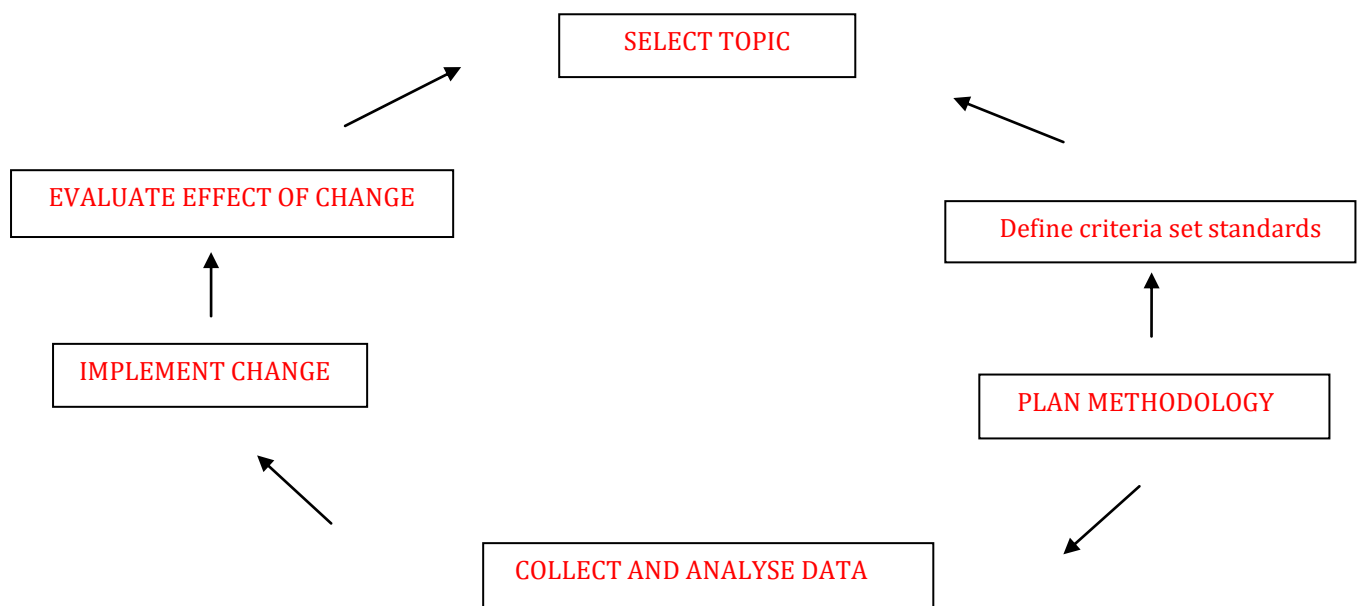 SELECT TOPIC
EVALUATE EFFECT OF CHANGE
Define criteria set standards
IMPLEMENT CHANGE
PLAN METHODOLOGY
COLLECT AND ANALYSE DATA